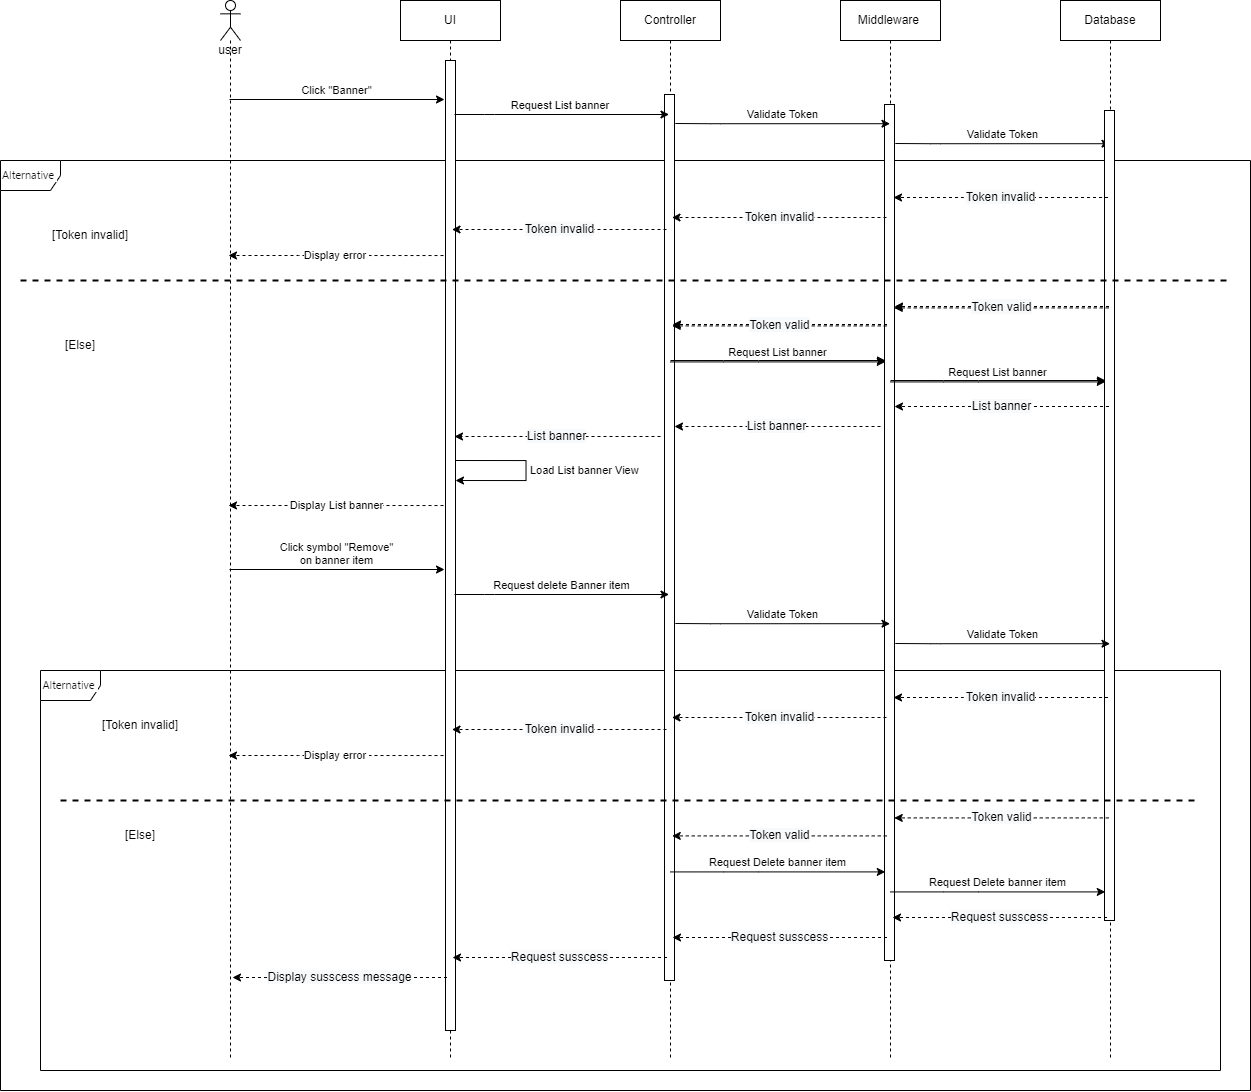 user
UI
Controller
Middleware
Database
Click "Banner"
Request List banner
Validate Token
Validate Token
Alternative
Token invalid
Token invalid
Token invalid
[Token invalid]
Display error
Token valid
Token valid
[Else]
Request List banner
Request List banner
List banner
List banner
List banner
Load List banner View
Display List banner
Click symbol "Remove"
on banner item
Request delete Banner item
Validate Token
Validate Token
Alternative
Token invalid
Token invalid
[Token invalid]
Token invalid
Display error
Token valid
Token valid
[Else]
Request Delete banner item
Request Delete banner item
Request susscess
Request susscess
Request susscess
Display susscess message